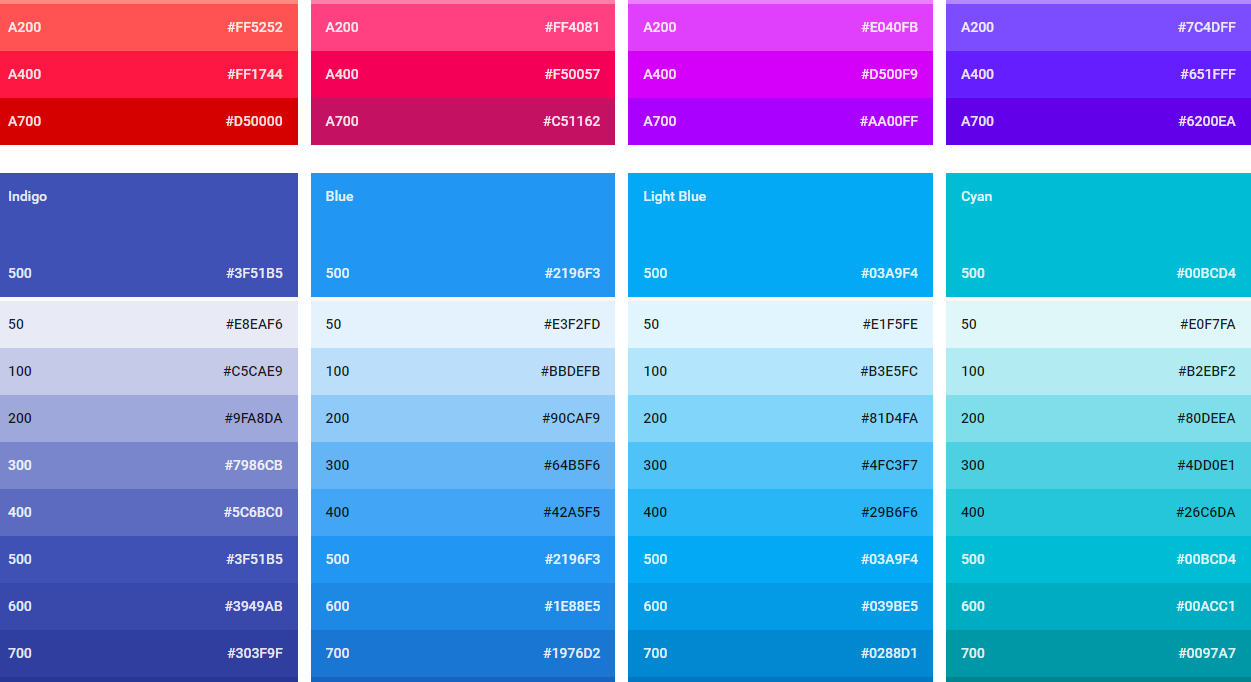 A200 #FF5252
A400 #FF1744
A700 #D50000
A200 #FF4081
A400 #F50057
A700 #C51162
A200 #E040FB
A400 #D500F9
A700 #AA00FF
A200 #7C4DFF
A400 #651FFF
A700 #6200EA
Indigo
500 #3F51B5
50 #E8EAF6
100 #C5CAE9
200 #9FA8DA
300 #7986CB
400 #5C6BC0
500 #3F51B5
600 #3949AB
700 #303F9F
Blue
500 #2196F3
50 #E3F2FD
100 #BBDEFB
200 #90CAF9
300 #64B5F6
400 #42A5F5
500 #2196F3
600 #1E88E5
700 #1976D2
Light Blue
500 #03A9F4
50 #E1F5FE
100 #B3E5FC
200 #81D4FA
300 #4FC3F7
400 #29B6F6
500 #03A9F4
600 #039BE5
700 #0288D1
Cyan
500 #00BCD4
50 #E0F7FA
100 #B2EBF2
200 #80DEEA
300 #4DD0E1
400 #26C6DA
500 #00BCD4
600 #00ACC1
700 #0097A7